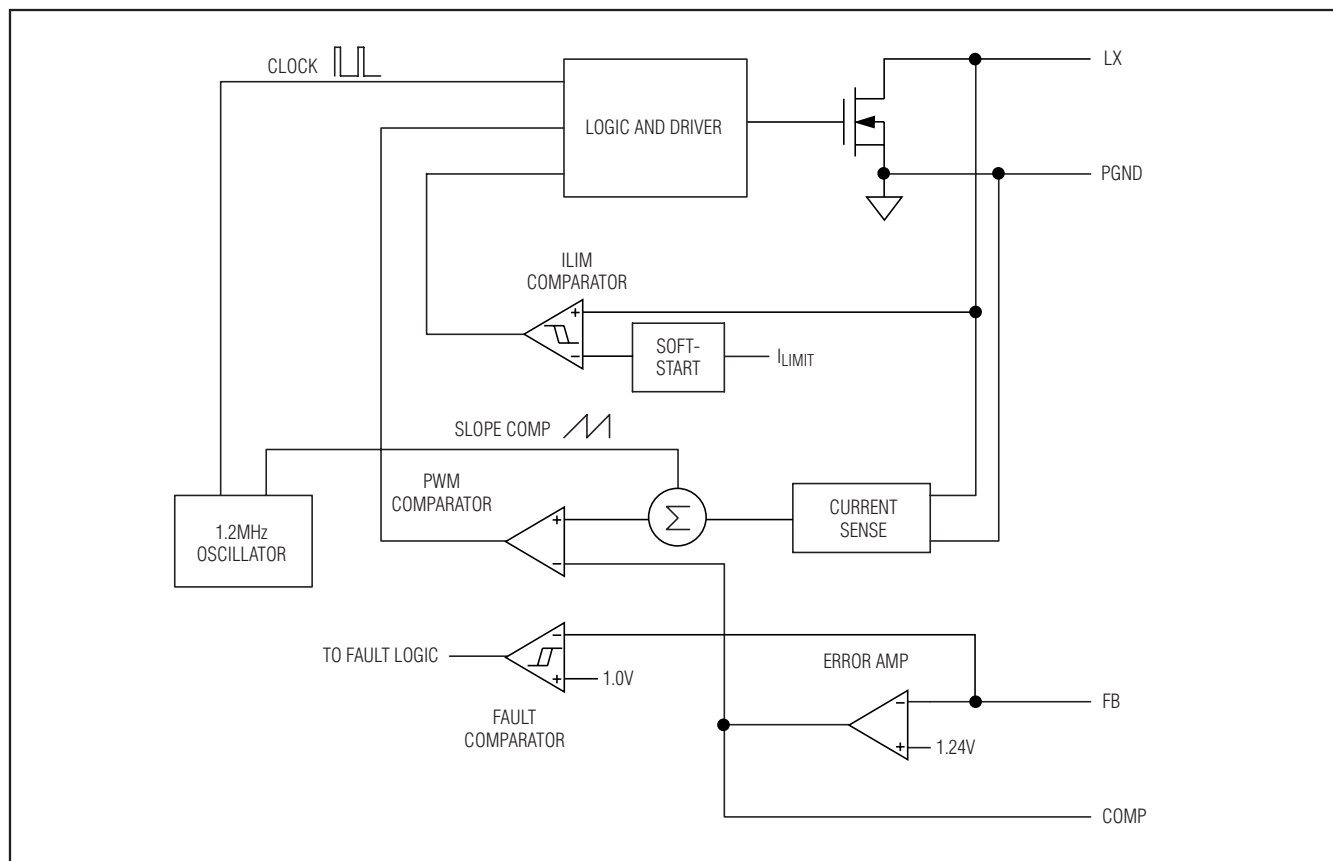 CLOCK
LX
LOGIC AND DRIVER
PGND
ILIM
COMPARATOR
+
−
SOFT-
START
ILIMIT
SLOPE COMP
PWM
COMPARATOR
1.2MHz
OSCILLATOR
+
−
Σ
CURRENT
SENSE
TO FAULT LOGIC
−
+
1.0V
FAULT
COMPARATOR
ERROR AMP
−
+
1.24V
FB
COMP